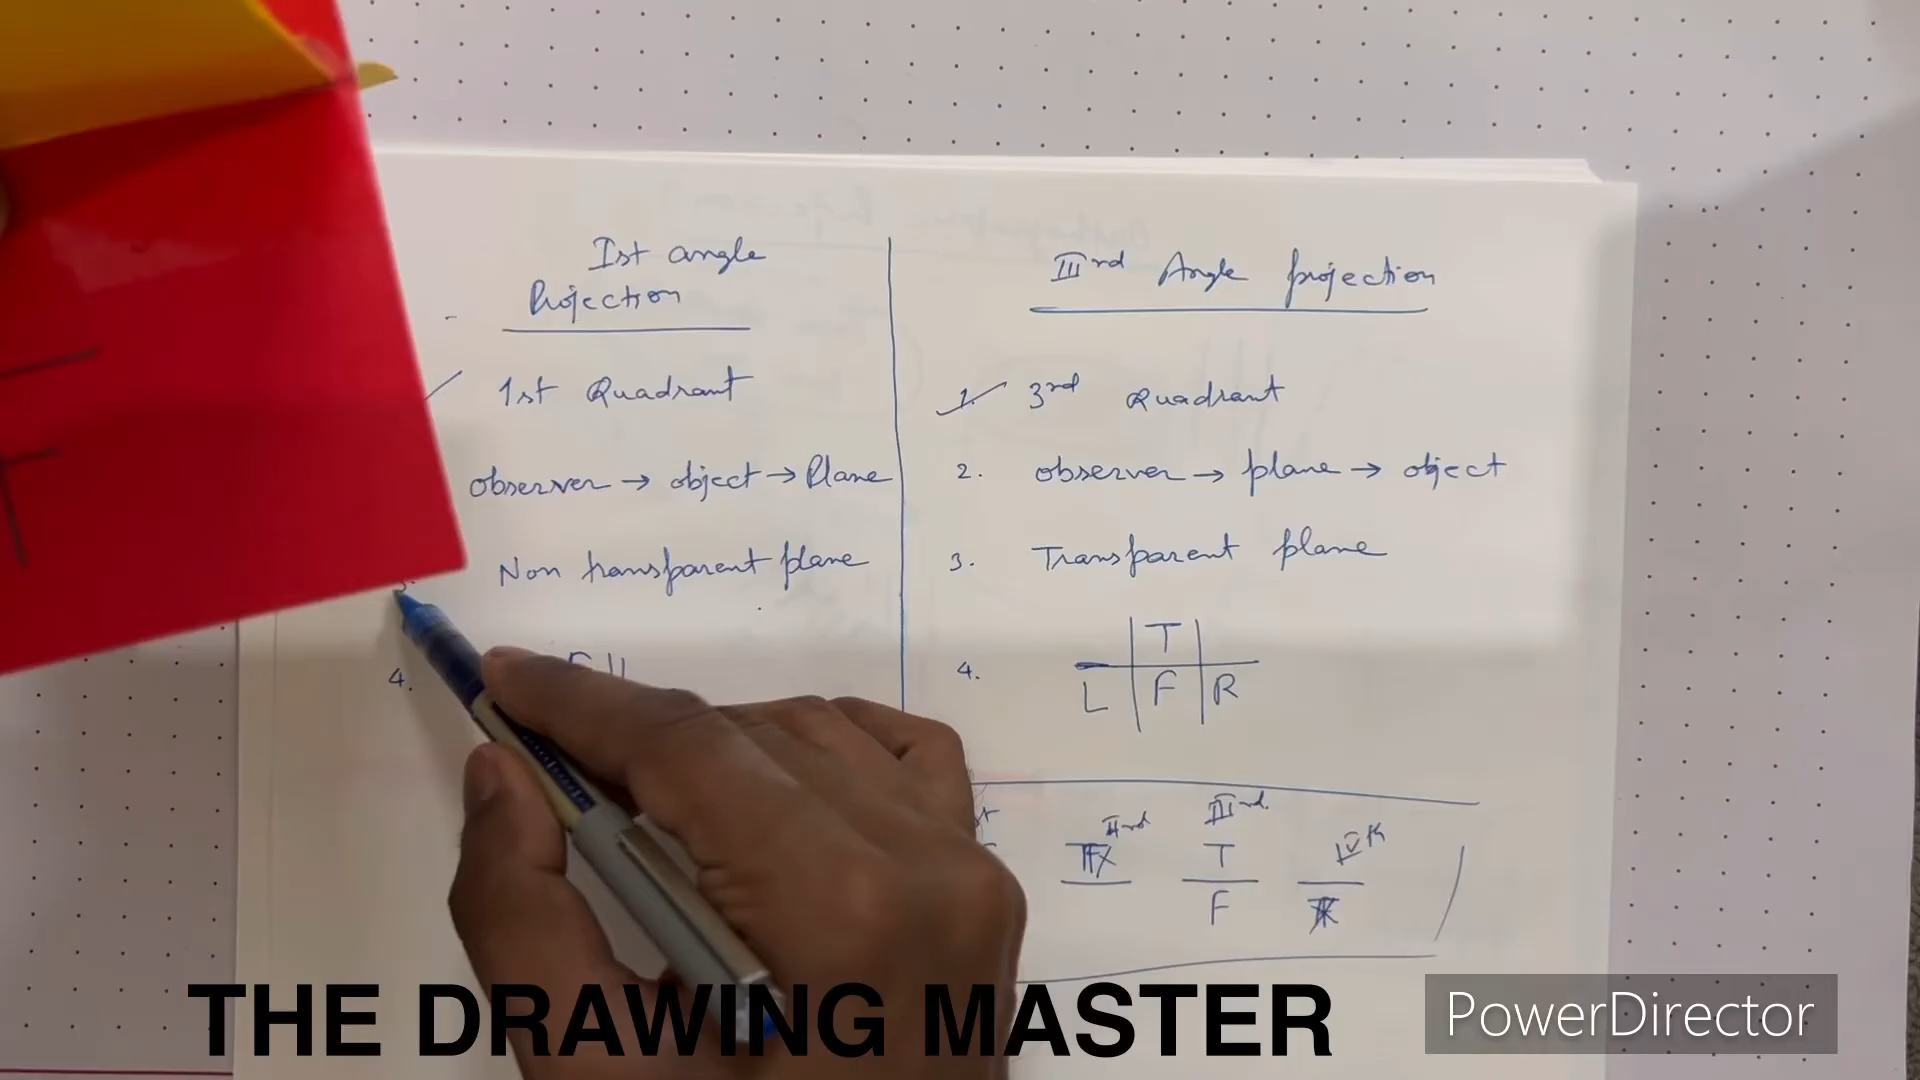 Ist angle
Projection
1st Quadrant
observer → object → Plane
Non transparent plane
4.
IIIrd Angle projection
1. 3rd Quadrant
2. observer → plane → object
3. Transparent plane
4.
T
L F R
IIIrd
T
F
IVth
THE DRAWING MASTER
PowerDirector